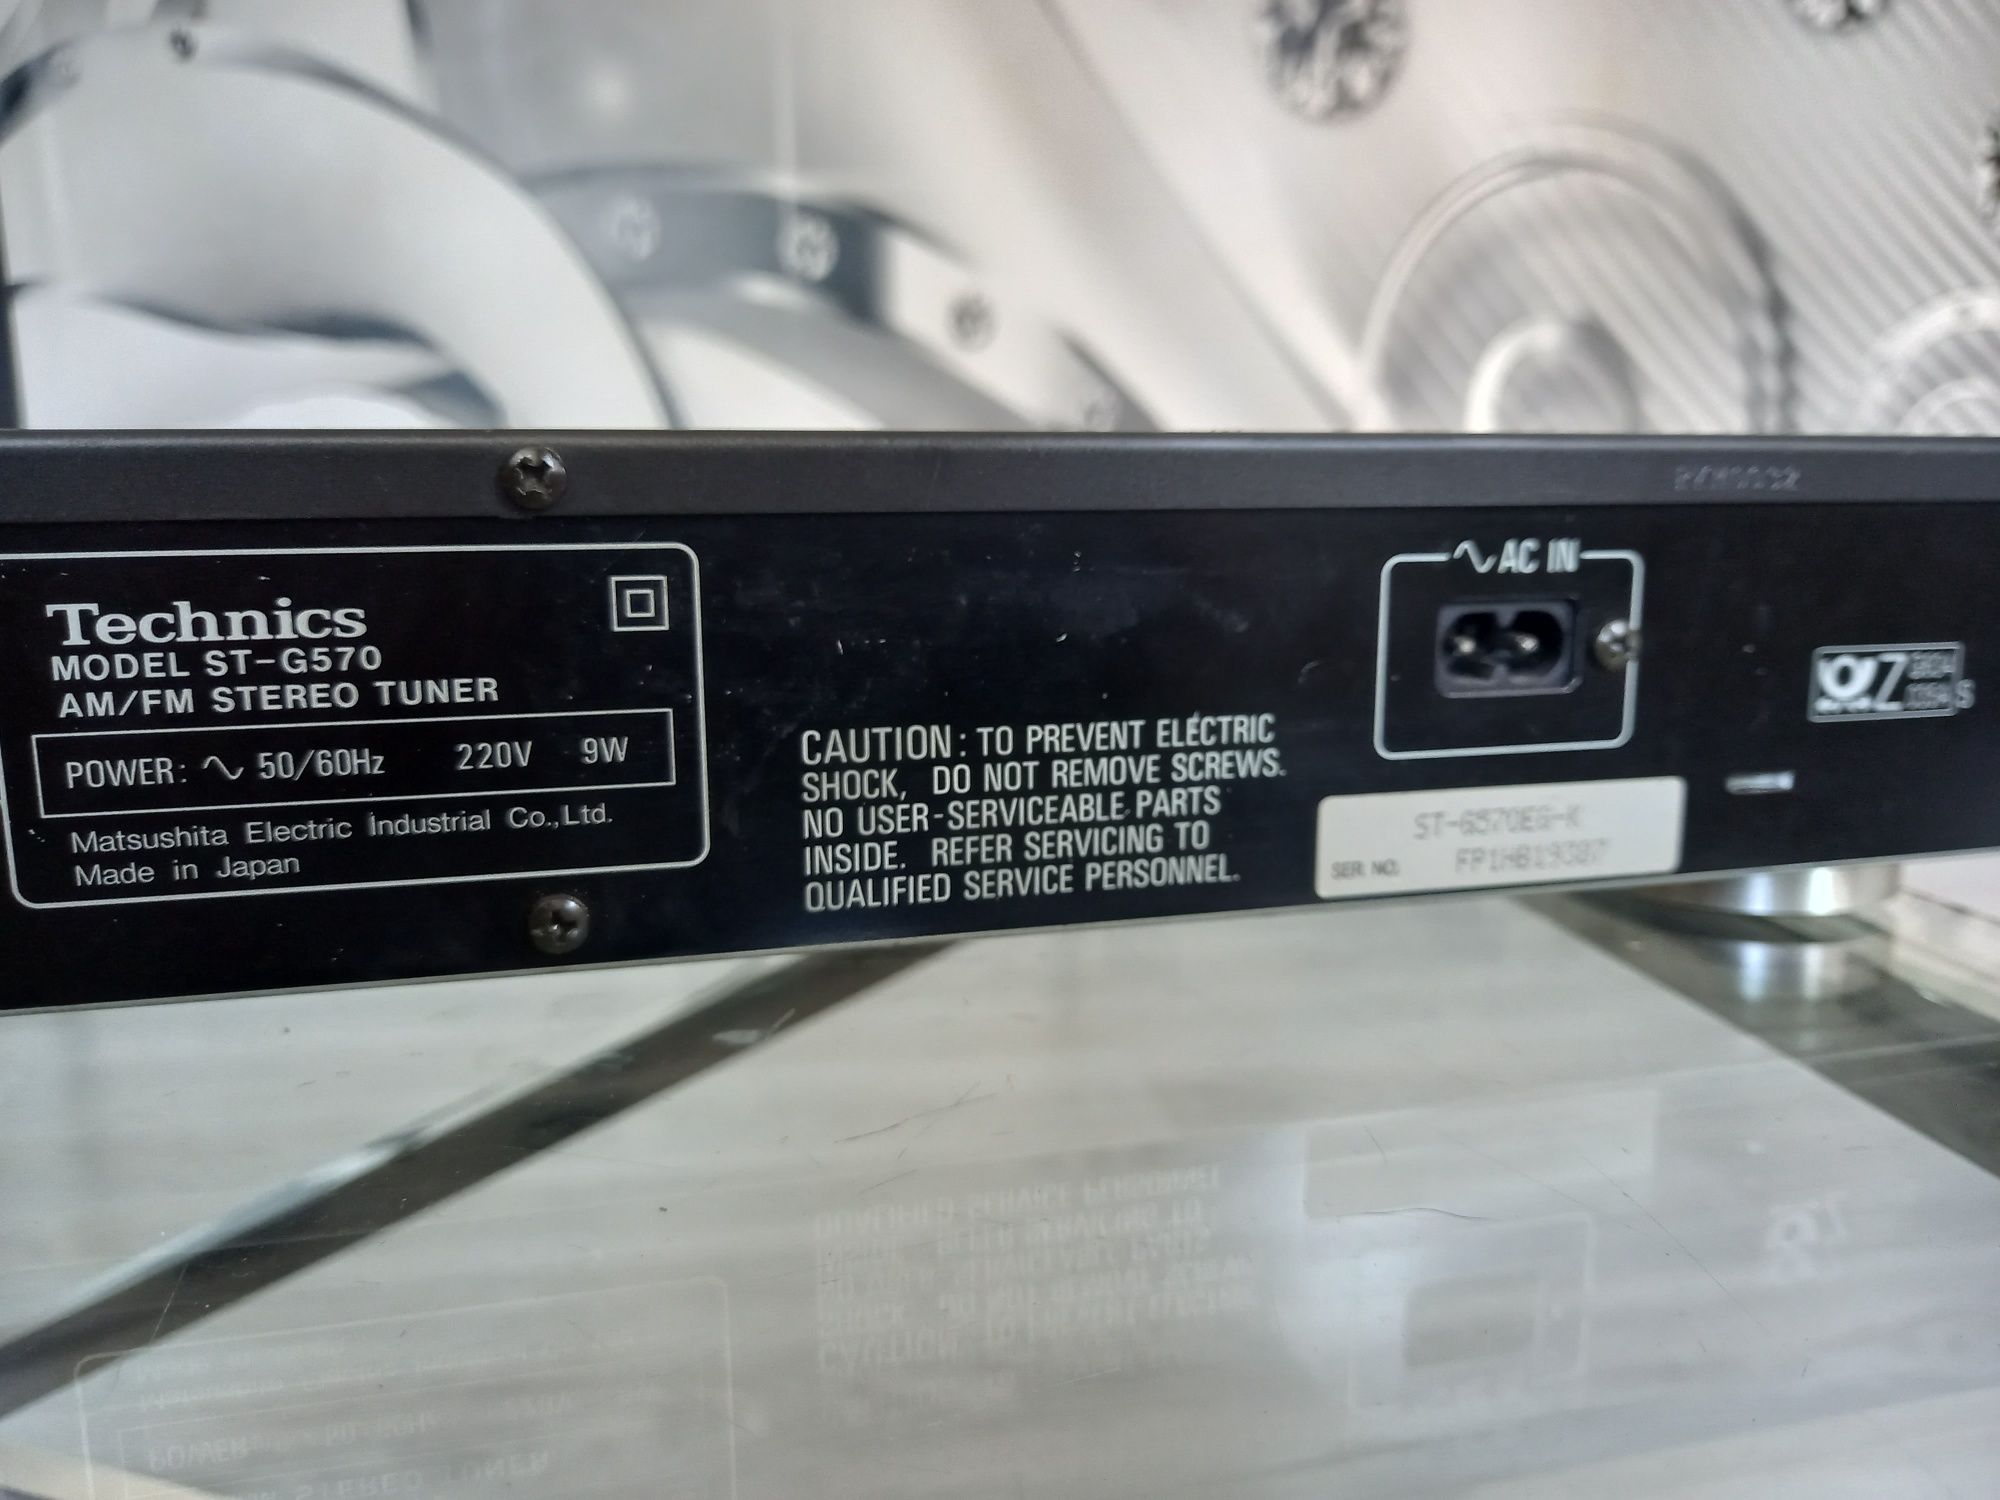 Technics
MODEL ST-G570
AM/FM STEREO TUNER
POWER: ∿ 50/60Hz 220V 9W
Matsushita Electric Industrial Co.,Ltd.
Made in Japan
CAUTION: TO PREVENT ELECTRIC
SHOCK, DO NOT REMOVE SCREWS.
NO USER-SERVICEABLE PARTS
INSIDE. REFER SERVICING TO
QUALIFIED SERVICE PERSONNEL.
∿ AC IN
ST-G570EG-K
SER. NO. FP1HB19387